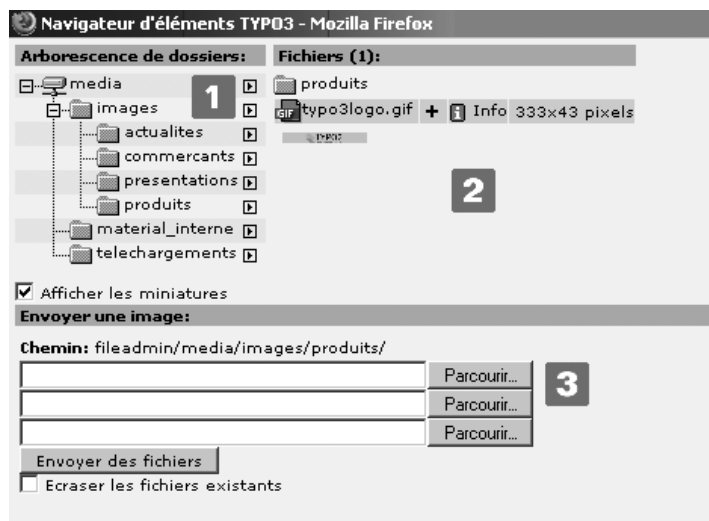 Navigateur d'éléments TYPO3 - Mozilla Firefox
Arborescence de dossiers:
Fichiers (1):
media
produits
1
images
GIF typo3logo.gif + i Info 333x43 pixels
actualites
TYPO3
commercants
presentations
2
produits
material_interne
telechargements
Afficher les miniatures
Envoyer une image:
Chemin: fileadmin/media/images/produits/
Parcourir...
3
Parcourir...
Parcourir...
Envoyer des fichiers
Ecraser les fichiers existants